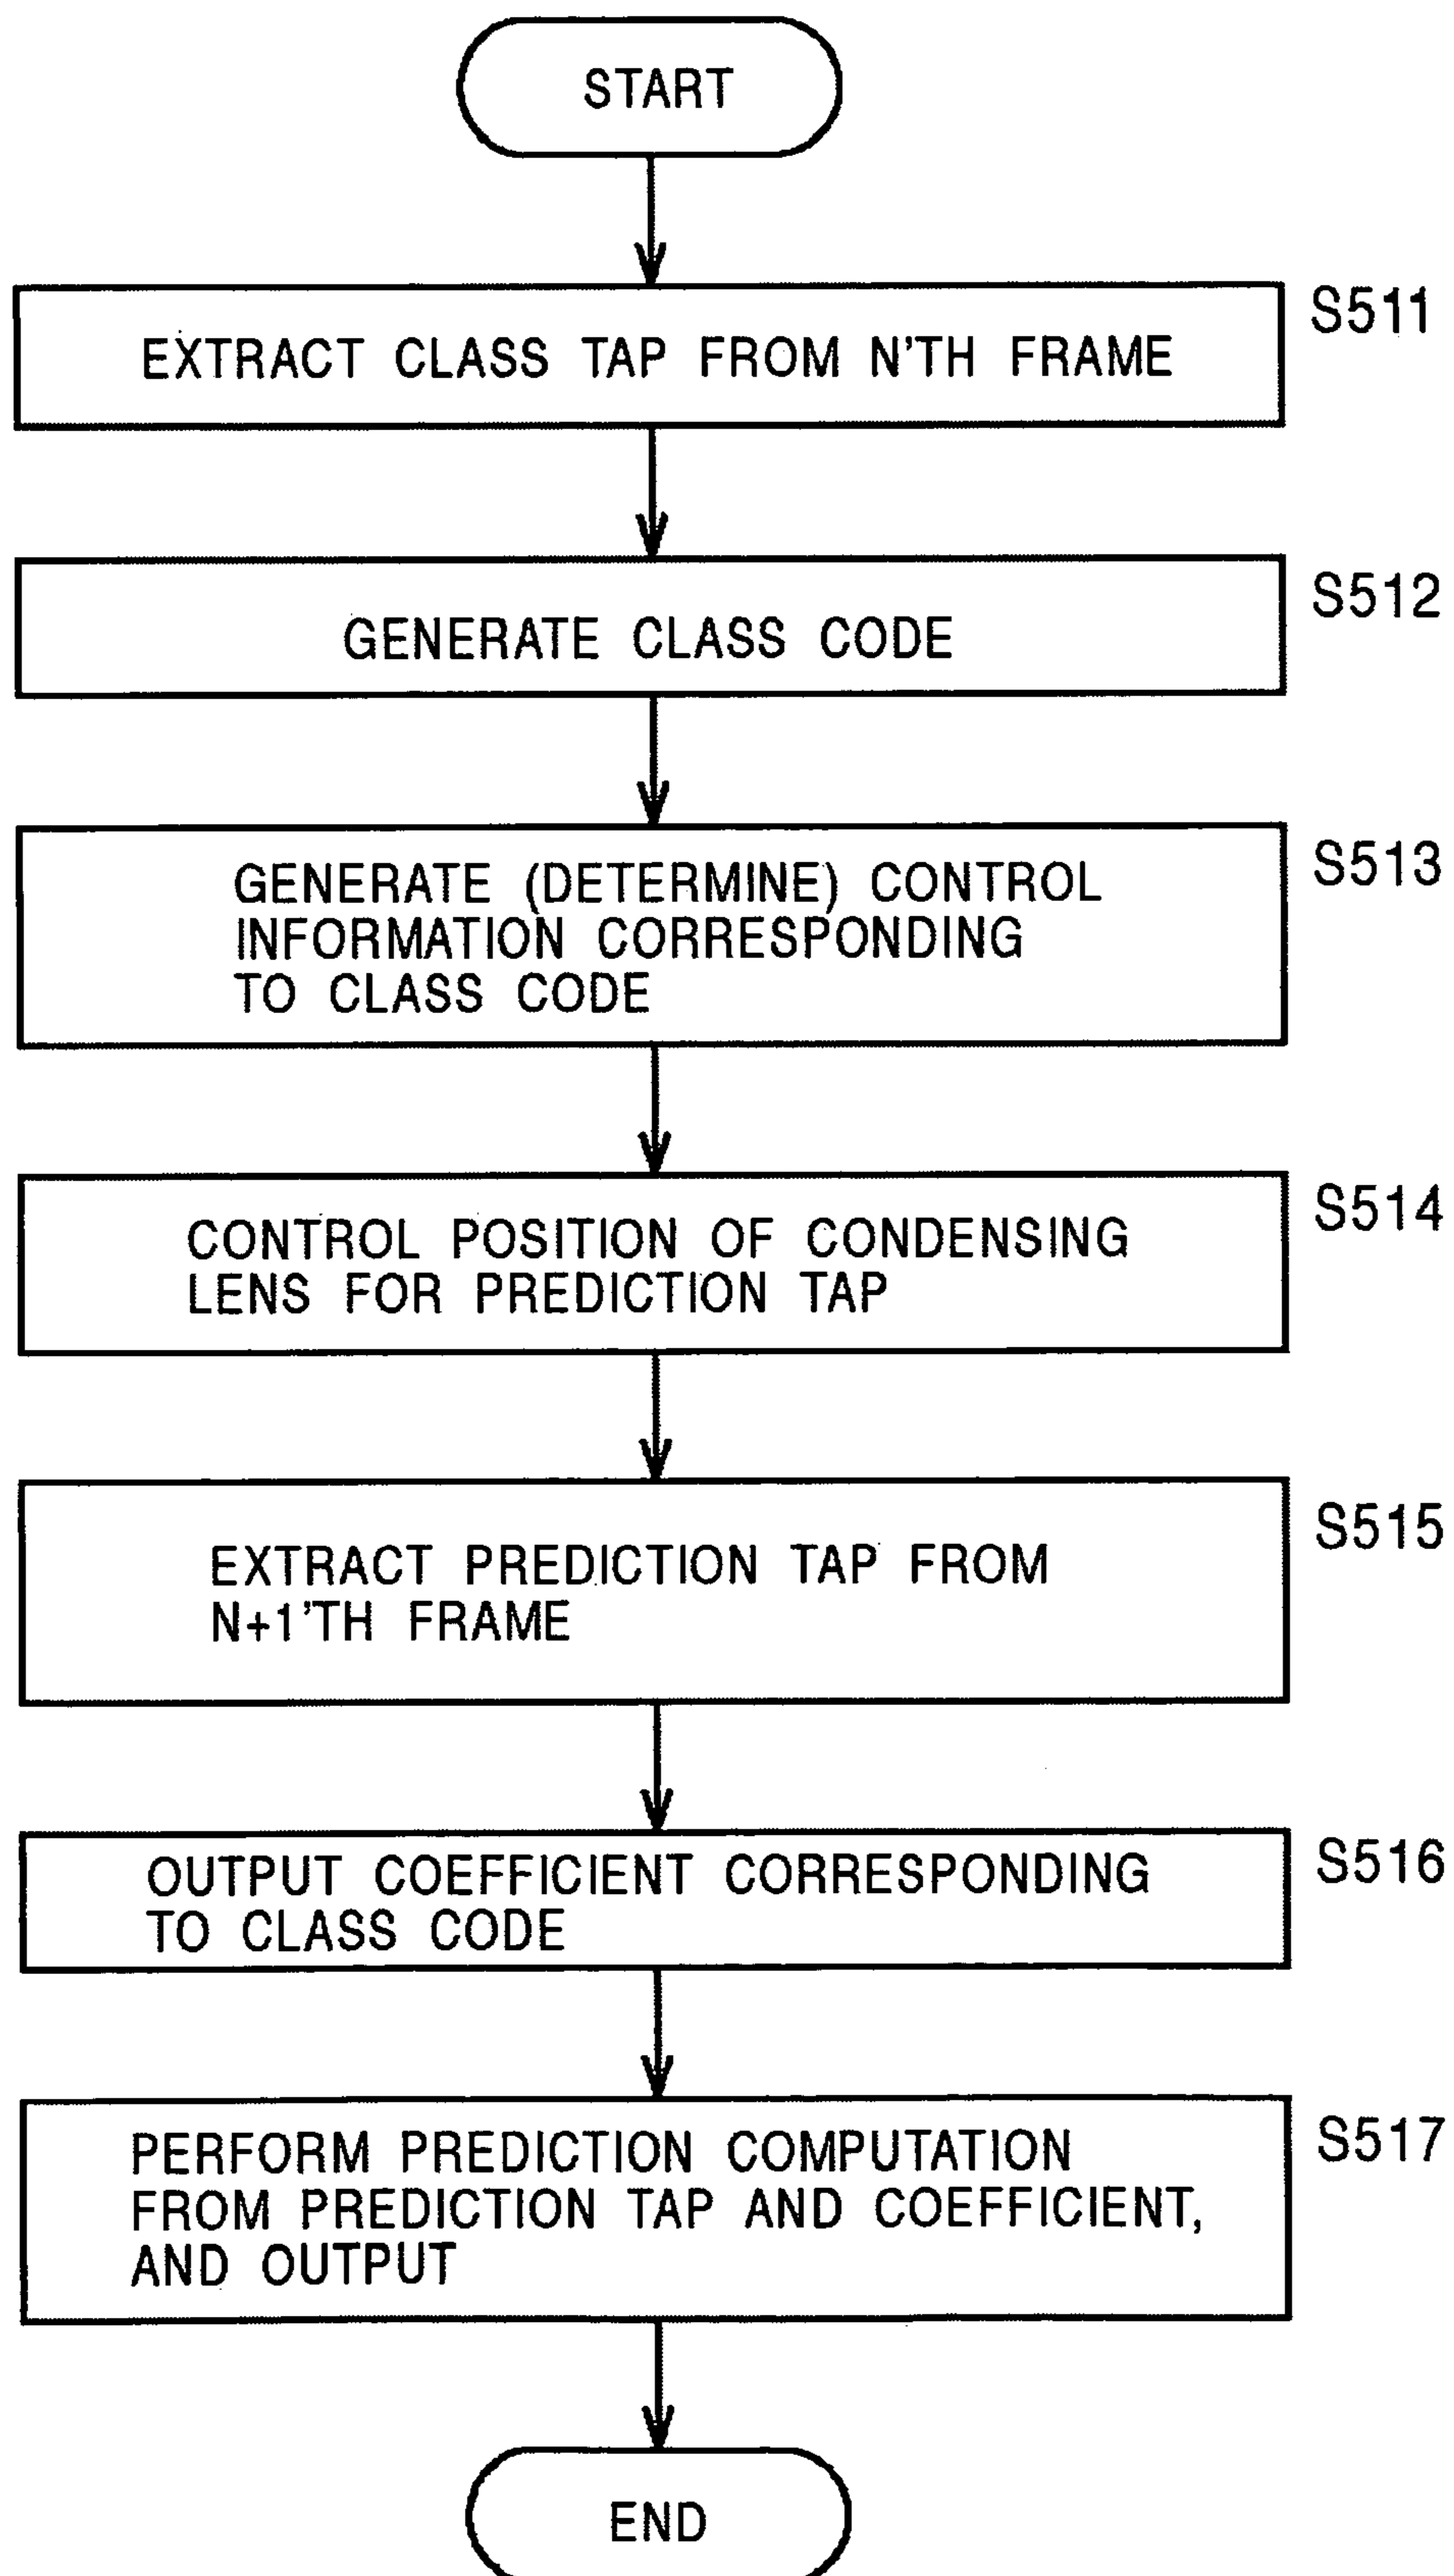 START
S511
EXTRACT CLASS TAP FROM N'TH FRAME
S512
GENERATE CLASS CODE
S513
GENERATE (DETERMINE) CONTROL
INFORMATION CORRESPONDING
TO CLASS CODE
S514
CONTROL POSITION OF CONDENSING
LENS FOR PREDICTION TAP
S515
EXTRACT PREDICTION TAP FROM
N+1'TH FRAME
S516
OUTPUT COEFFICIENT CORRESPONDING
TO CLASS CODE
S517
PERFORM PREDICTION COMPUTATION
FROM PREDICTION TAP AND COEFFICIENT,
AND OUTPUT
END